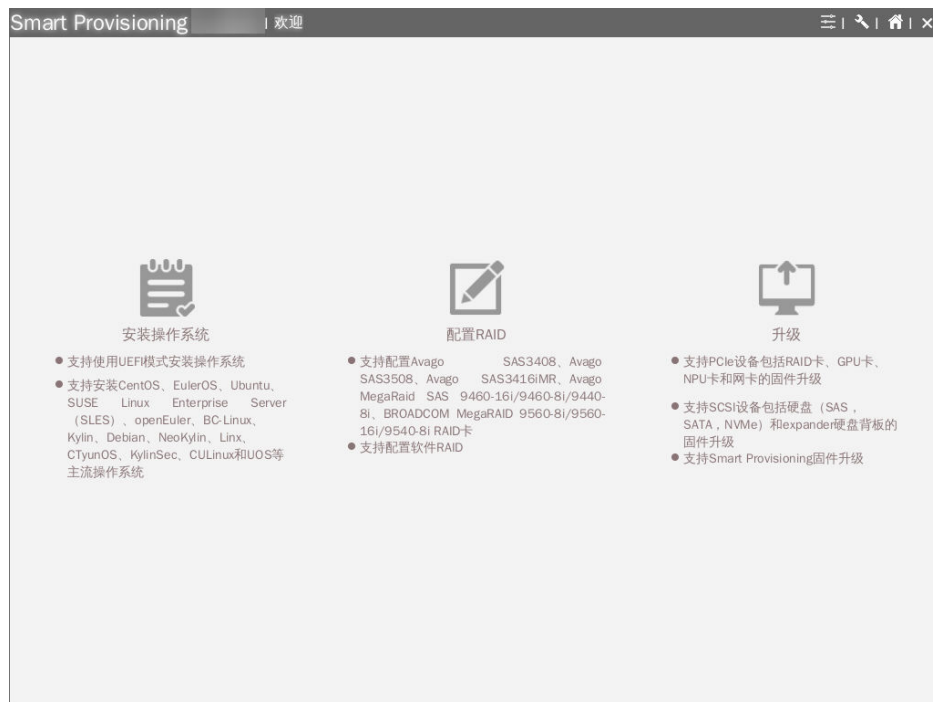 Smart Provisioning | 欢迎
安装操作系统
支持使用UEFI模式安装操作系统
支持安装CentOS、EulerOS、Ubuntu、
SUSE Linux Enterprise Server
（SLES）、openEuler、BC-Linux、
Kylin、Debian、NeoKylin、Linx、
CTyunOS、KylinSec、CULinux和UOS等
主流操作系统
配置RAID
支持配置Avago SAS3408、Avago
SAS3508、Avago SAS3416iMR、Avago
MegaRaid SAS 9460-16i/9460-8i/9440-
8i、BROADCOM MegaRAID 9560-8i/9560-
16i/9540-8i RAID卡
支持配置软件RAID
升级
支持PCIe设备包括RAID卡、GPU卡、
NPU卡和网卡的固件升级
支持SCSI设备包括硬盘（SAS，
SATA，NVMe）和expander硬盘背板的
固件升级
支持Smart Provisioning固件升级